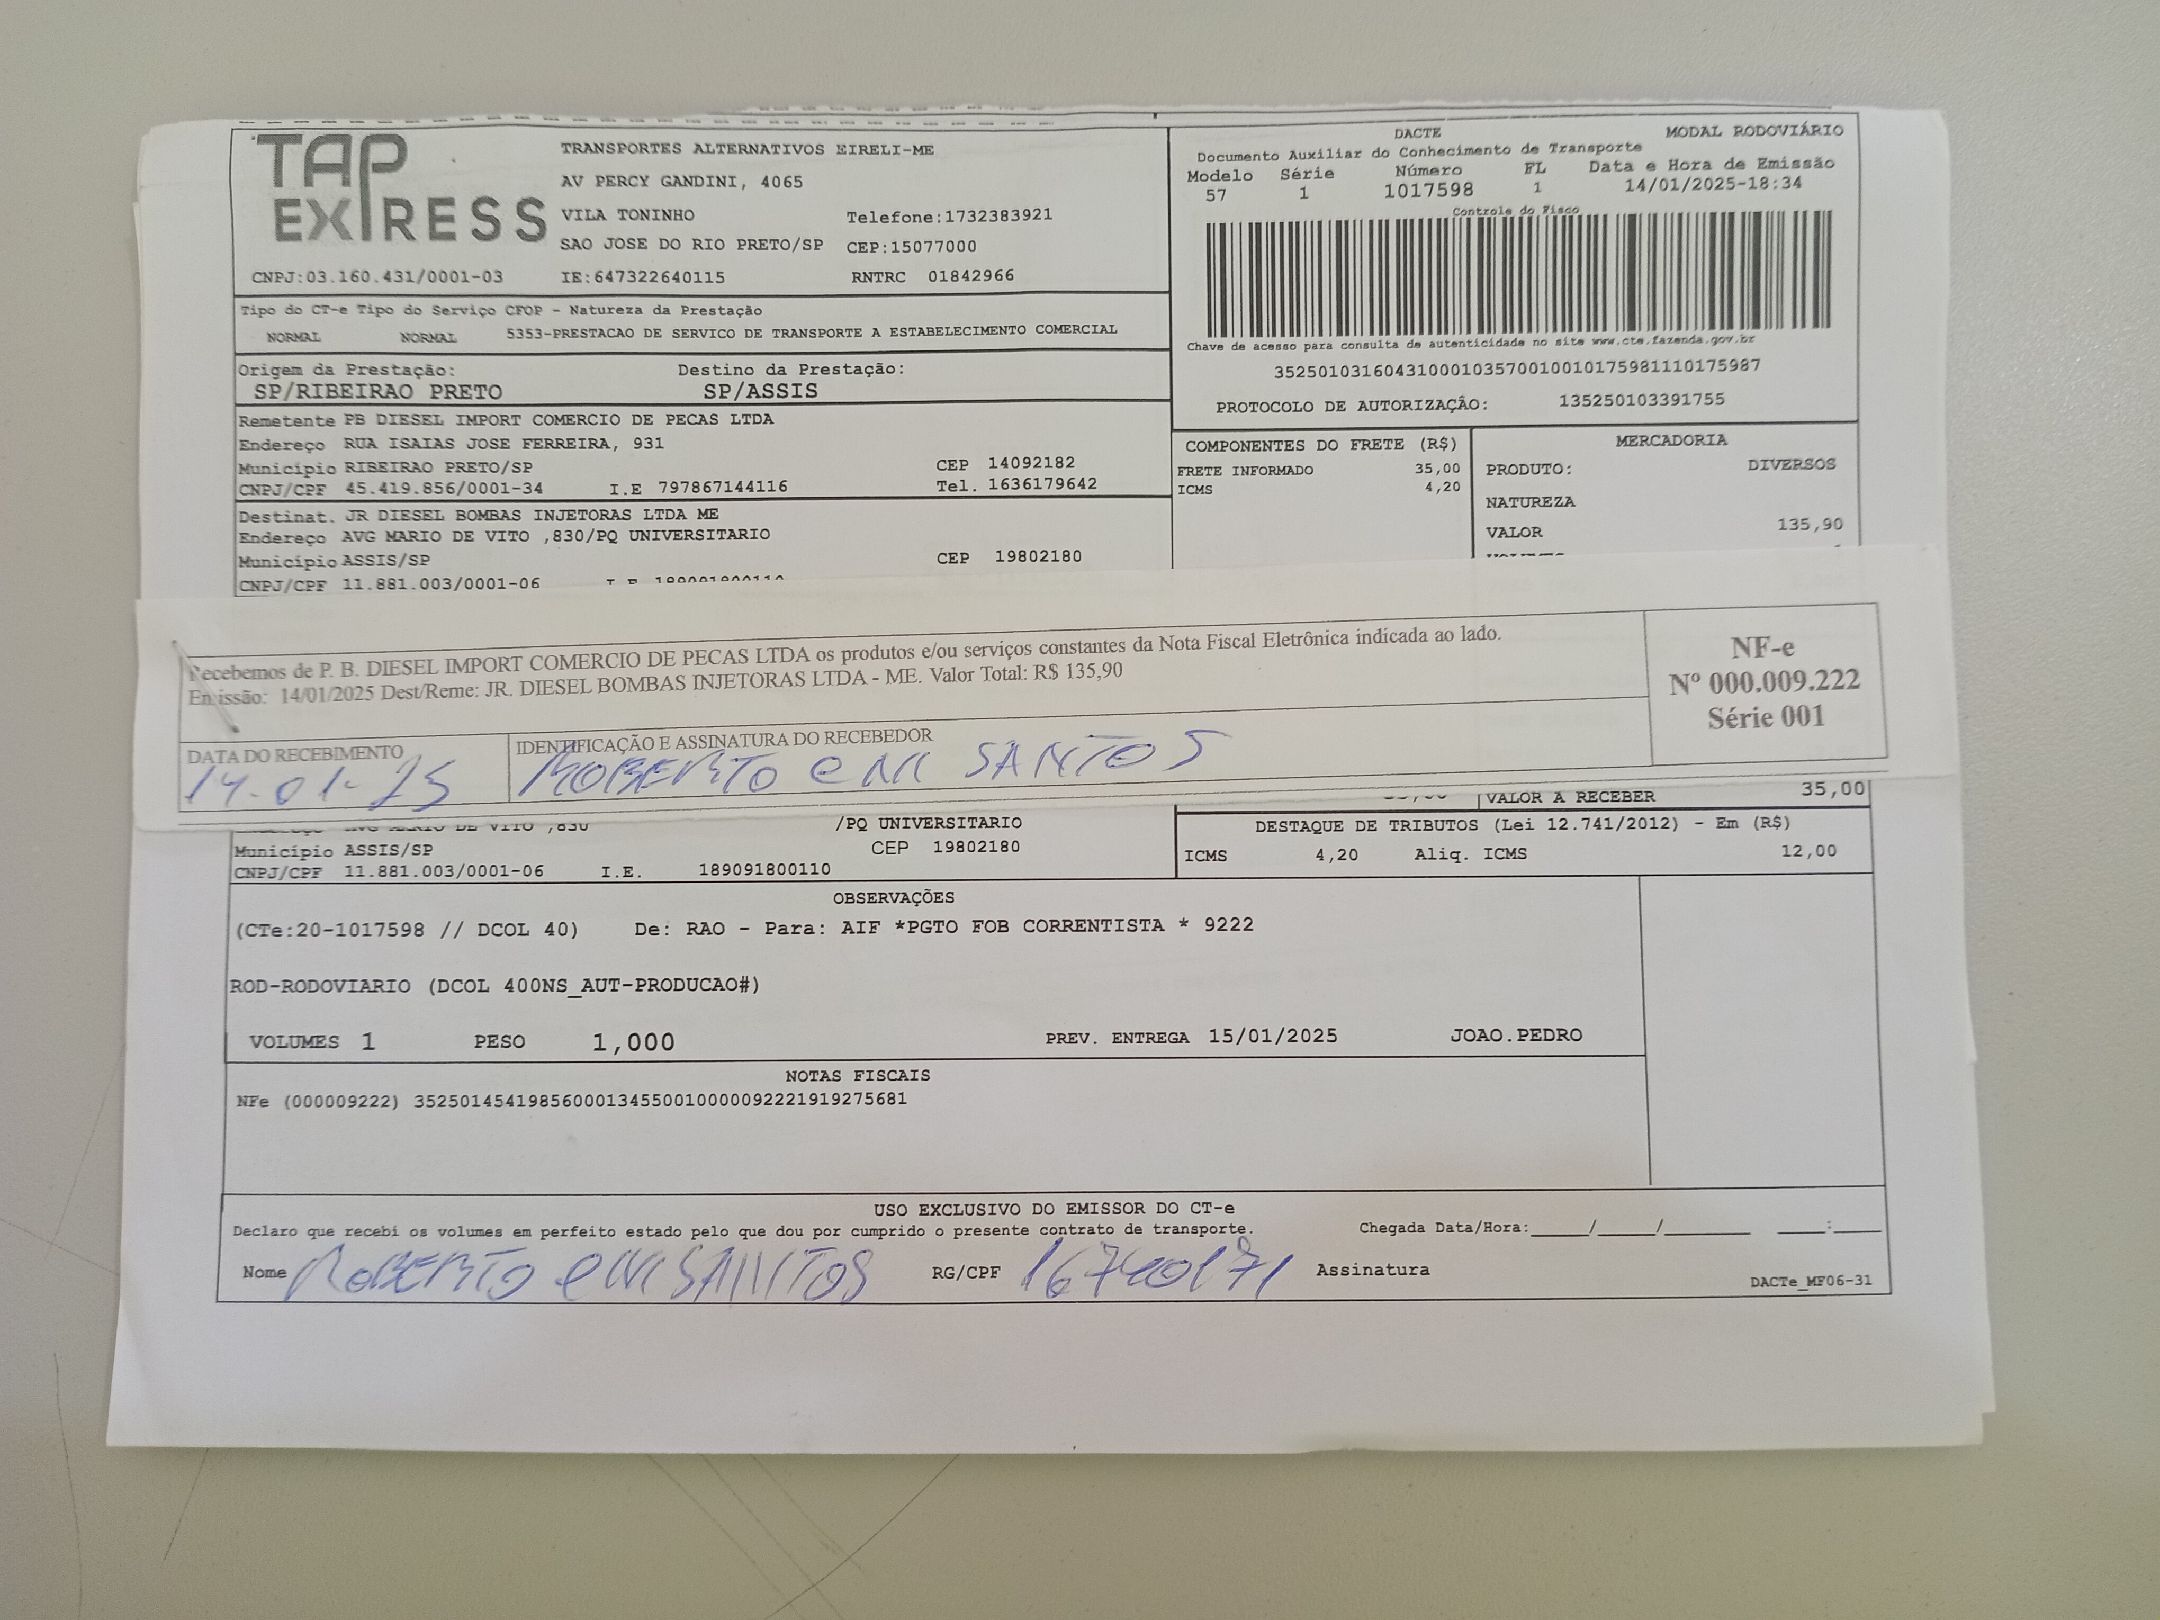 TAP EXPRESS
TRANSPORTES ALTERNATIVOS EIRELI-ME
AV PERCY GANDINI, 4065
VILA TONINHO Telefone:1732383921
SAO JOSE DO RIO PRETO/SP CEP:15077000
CNPJ:03.160.431/0001-03 IE:647322640115 RNTRC 01842966
DACTE MODAL RODOVIÁRIO
Documento Auxiliar do Conhecimento de Transporte
Modelo Série Número FL Data e Hora de Emissão
57 1 1017598 1 14/01/2025-18:34
Controle do Fisco
Chave de acesso para consulta de autenticidade no site www.cte.fazenda.gov.br
35250103160431000103570010010175981110175987
PROTOCOLO DE AUTORIZAÇÂO: 135250103391755
Tipo do CT-e Tipo do Serviço CFOP - Natureza da Prestação
NORMAL NORMAL 5353-PRESTACAO DE SERVICO DE TRANSPORTE A ESTABELECIMENTO COMERCIAL
Origem da Prestação: Destino da Prestação:
SP/RIBEIRAO PRETO SP/ASSIS
Remetente PB DIESEL IMPORT COMERCIO DE PECAS LTDA
Endereço RUA ISAIAS JOSE FERREIRA, 931
Município RIBEIRAO PRETO/SP CEP 14092182
CNPJ/CPF 45.419.856/0001-34 I.E 797867144116 Tel. 1636179642
Destinat. JR DIESEL BOMBAS INJETORAS LTDA ME
Endereço AVG MARIO DE VITO ,830/PQ UNIVERSITARIO
Município ASSIS/SP CEP 19802180
CNPJ/CPF 11.881.003/0001-06
COMPONENTES DO FRETE (R$)
FRETE INFORMADO 35,00
ICMS 4,20
MERCADORIA
PRODUTO: DIVERSOS
NATUREZA
VALOR 135,90
Recebemos de P. B. DIESEL IMPORT COMERCIO DE PECAS LTDA os produtos e/ou serviços constantes da Nota Fiscal Eletrônica indicada ao lado.
Emissão: 14/01/2025 Dest/Reme: JR. DIESEL BOMBAS INJETORAS LTDA - ME. Valor Total: R$ 135,90
NF-e
Nº 000.009.222
Série 001
DATA DO RECEBIMENTO IDENTIFICAÇÃO E ASSINATURA DO RECEBEDOR
14-01-25 ROBERTO SANTOS
VALOR A RECEBER 35,00
AVG MARIO DE VITO ,830 /PQ UNIVERSITARIO
Município ASSIS/SP CEP 19802180
CNPJ/CPF 11.881.003/0001-06 I.E. 189091800110
DESTAQUE DE TRIBUTOS (Lei 12.741/2012) - Em (R$)
ICMS 4,20 Aliq. ICMS 12,00
OBSERVAÇÕES
(CTe:20-1017598 // DCOL 40) De: RAO - Para: AIF *PGTO FOB CORRENTISTA * 9222
ROD-RODOVIARIO (DCOL 400NS_AUT-PRODUCAO#)
VOLUMES 1 PESO 1,000 PREV. ENTREGA 15/01/2025 JOAO.PEDRO
NOTAS FISCAIS
NFe (000009222) 35250145419856000134550010000092221919275681
USO EXCLUSIVO DO EMISSOR DO CT-e
Declaro que recebi os volumes em perfeito estado pelo que dou por cumprido o presente contrato de transporte. Chegada Data/Hora:____/____/______ ___:___
Nome ROBERTO SANTOS RG/CPF Assinatura
DACTe_MF06-31